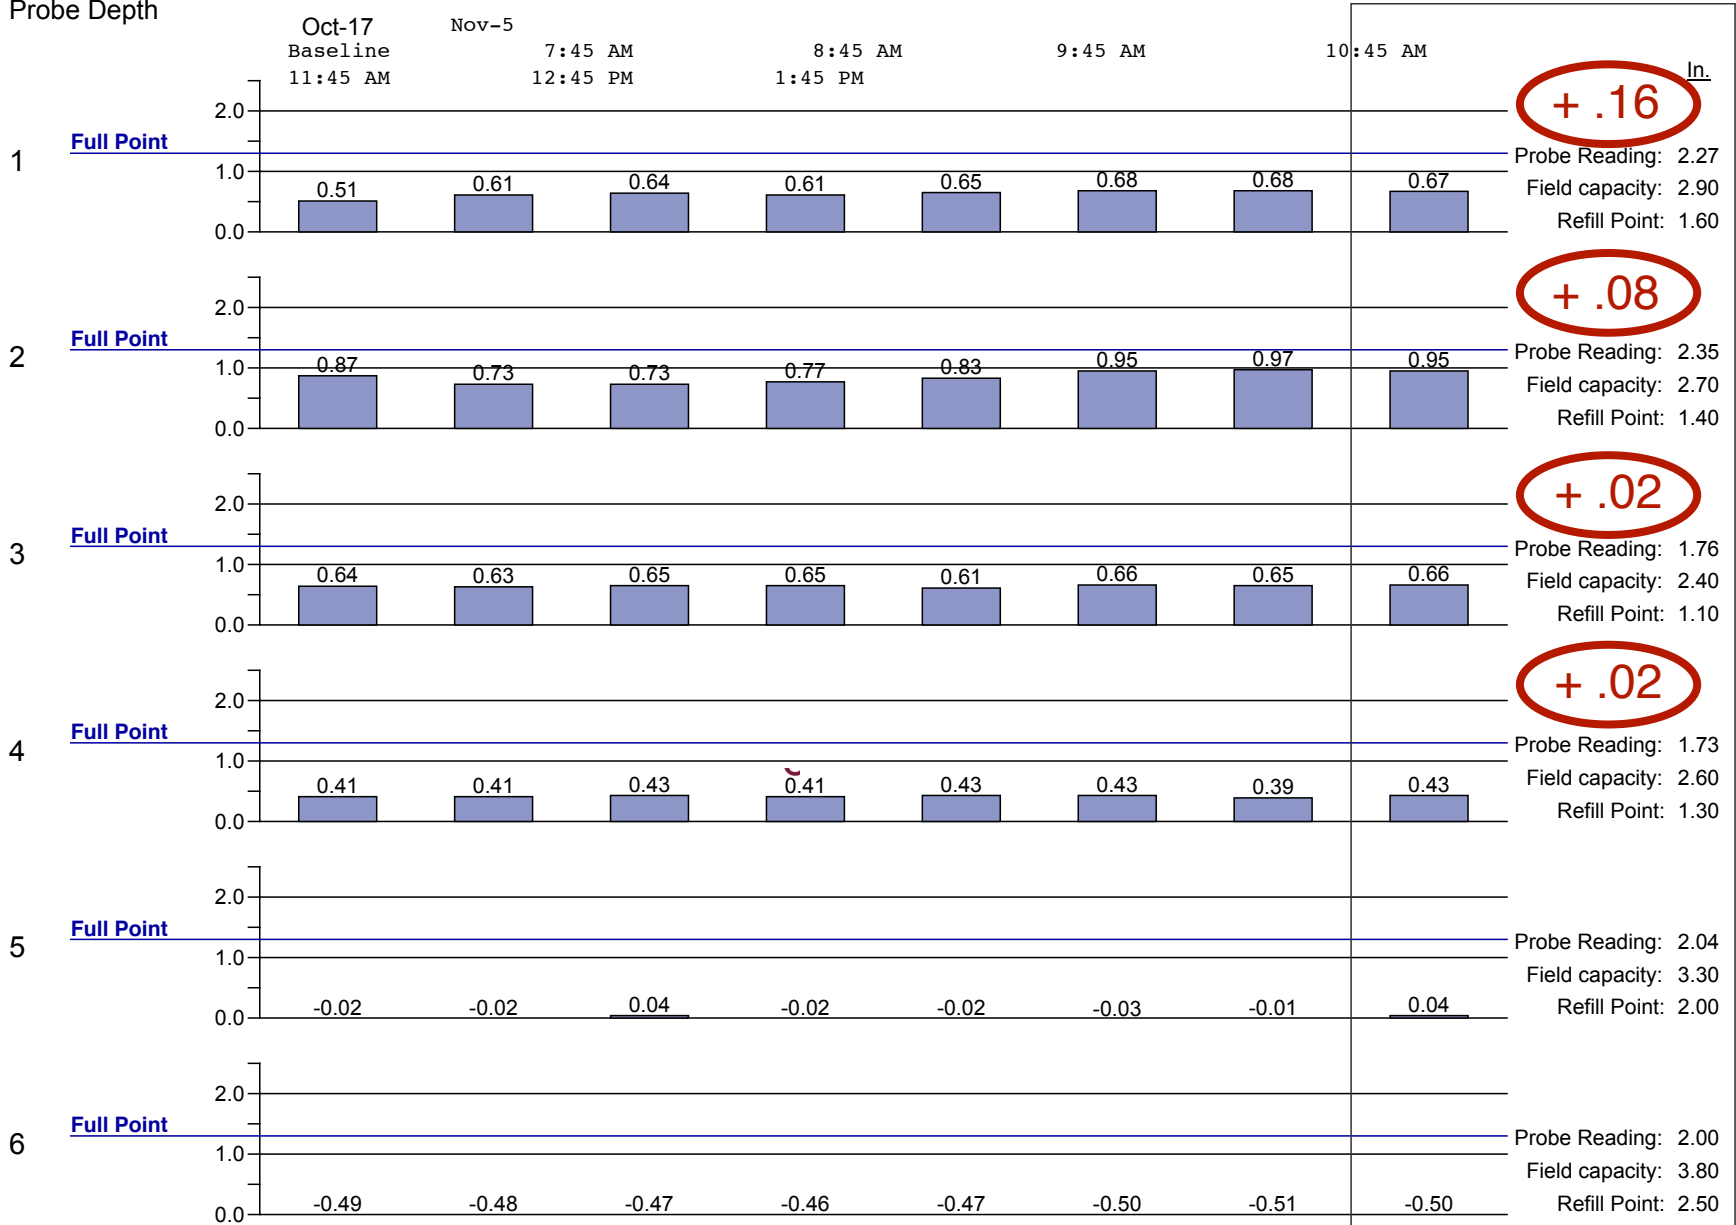 Probe Depth
Oct-17 Nov-5
Baseline 7:45 AM 8:45 AM 9:45 AM 10:45 AM
11:45 AM 12:45 PM 1:45 PM
In.
+ .16
2.0
Full Point
1
1.0
0.0
0.51 0.61 0.64 0.61 0.65 0.68 0.68 0.67
Probe Reading: 2.27
Field capacity: 2.90
Refill Point: 1.60
+ .08
2.0
Full Point
2
1.0
0.0
0.87 0.73 0.73 0.77 0.83 0.95 0.97 0.95
Probe Reading: 2.35
Field capacity: 2.70
Refill Point: 1.40
+ .02
2.0
Full Point
3
1.0
0.0
0.64 0.63 0.65 0.65 0.61 0.66 0.65 0.66
Probe Reading: 1.76
Field capacity: 2.40
Refill Point: 1.10
+ .02
2.0
Full Point
4
1.0
0.0
0.41 0.41 0.43 0.41 0.43 0.43 0.39 0.43
Probe Reading: 1.73
Field capacity: 2.60
Refill Point: 1.30
2.0
Full Point
5
1.0
0.0
-0.02 -0.02 0.04 -0.02 -0.02 -0.03 -0.01 0.04
Probe Reading: 2.04
Field capacity: 3.30
Refill Point: 2.00
2.0
Full Point
6
1.0
0.0
-0.49 -0.48 -0.47 -0.46 -0.47 -0.50 -0.51 -0.50
Probe Reading: 2.00
Field capacity: 3.80
Refill Point: 2.50